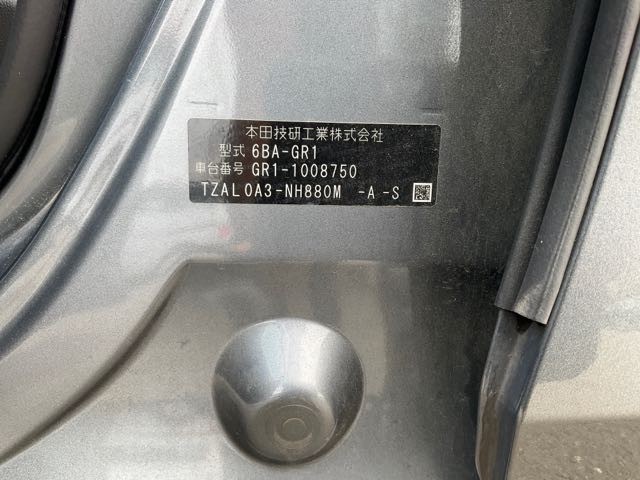 本田技研工業株式会社
型式 6BA-GR1
車台番号 GR1-1008750
TZAL0A3-NH880M -A -S